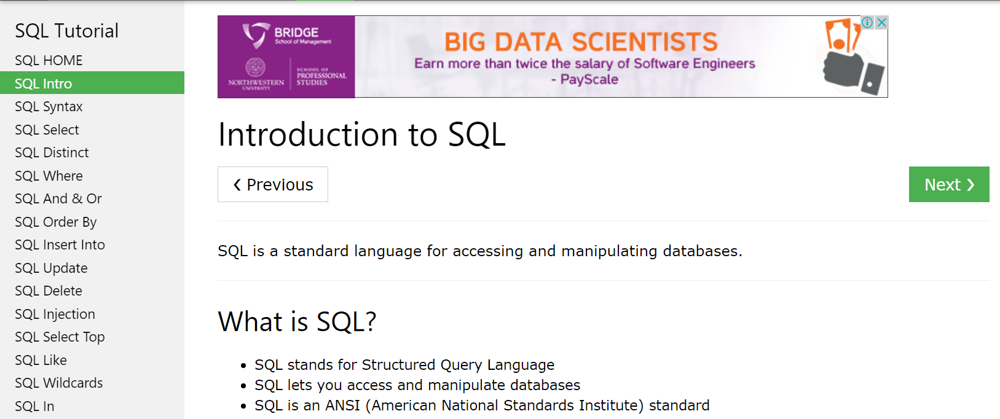 SQL Tutorial
SQL HOME
SQL Intro
SQL Syntax
SQL Select
SQL Distinct
SQL Where
SQL And & Or
SQL Order By
SQL Insert Into
SQL Update
SQL Delete
SQL Injection
SQL Select Top
SQL Like
SQL Wildcards
SQL In
BRIDGE
School of Management
NORTHWESTERN
UNIVERSITY
SCHOOL OF
PROFESSIONAL
STUDIES
BIG DATA SCIENTISTS
Earn more than twice the salary of Software Engineers
- PayScale
Introduction to SQL
❮ Previous
Next ❯
SQL is a standard language for accessing and manipulating databases.
What is SQL?
• SQL stands for Structured Query Language
• SQL lets you access and manipulate databases
• SQL is an ANSI (American National Standards Institute) standard